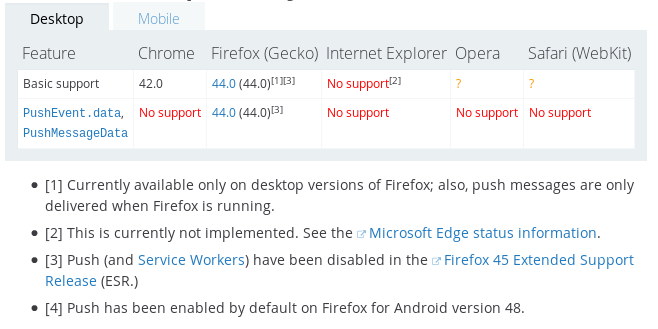 Desktop Mobile
Feature Chrome Firefox (Gecko) Internet Explorer Opera Safari (WebKit)
Basic support 42.0 44.0 (44.0)[1][3] No support[2] ? ?
PushEvent.data, No support 44.0 (44.0)[3] No support No support No support
PushMessageData
[1] Currently available only on desktop versions of Firefox; also, push messages are only
delivered when Firefox is running.
[2] This is currently not implemented. See the Microsoft Edge status information.
[3] Push (and Service Workers) have been disabled in the Firefox 45 Extended Support
Release (ESR.)
[4] Push has been enabled by default on Firefox for Android version 48.